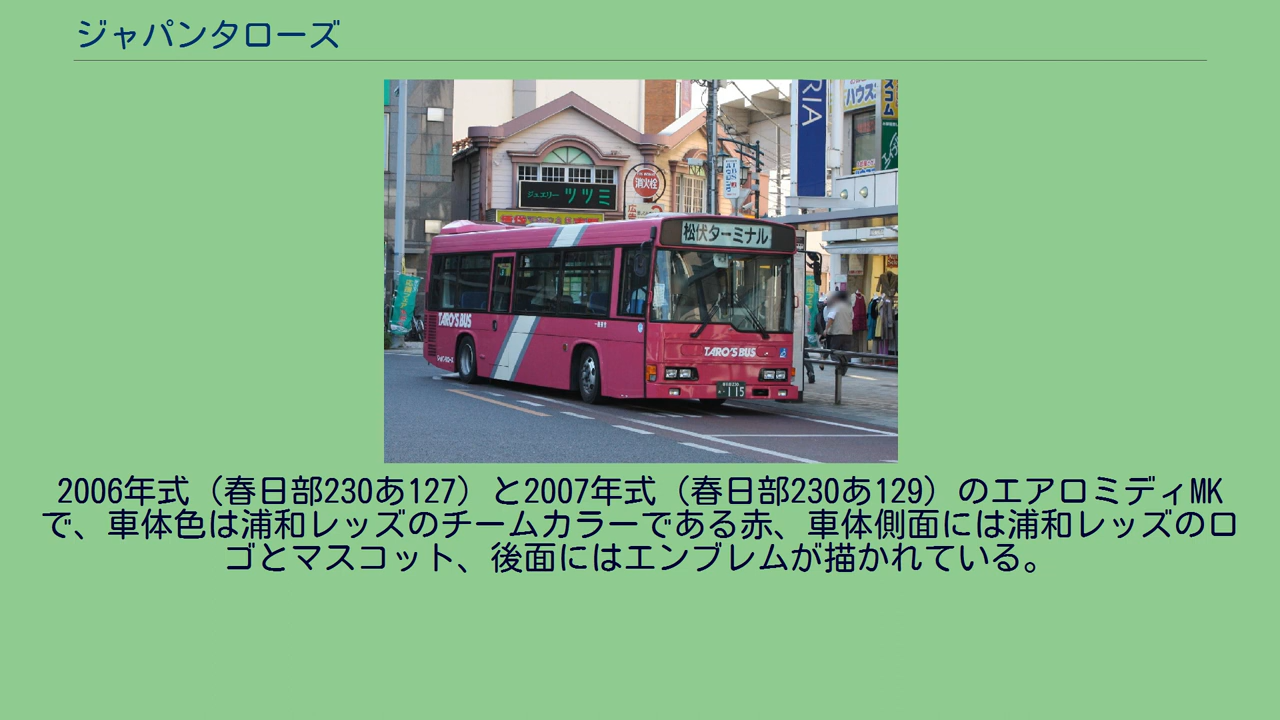 ジャパンタローズ
ジュエリー ツツミ
消火栓
RIA
松伏ターミナル
TARO'S BUS
TARO'S BUS
115
2006年式（春日部230あ127）と2007年式（春日部230あ129）のエアロミディMK
で、車体色は浦和レッズのチームカラーである赤、車体側面には浦和レッズのロ
ゴとマスコット、後面にはエンブレムが描かれている。